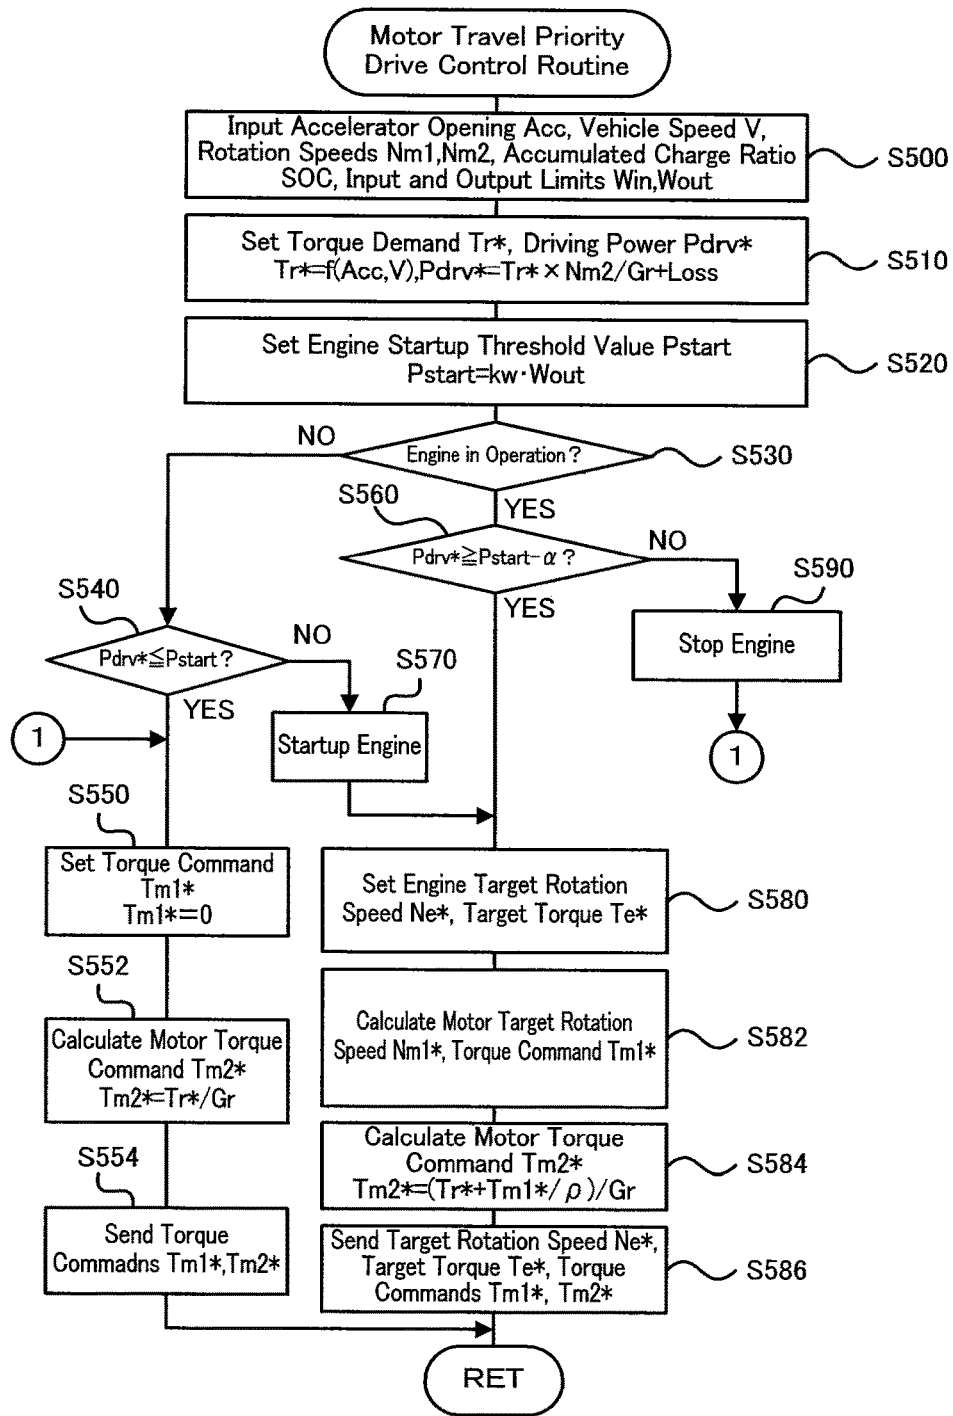 Motor Travel Priority
Drive Control Routine
Input Accelerator Opening Acc, Vehicle Speed V,
Rotation Speeds Nm1,Nm2, Accumulated Charge Ratio
SOC, Input and Output Limits Win,Wout
S500
Set Torque Demand Tr*, Driving Power Pdrv*
Tr*=f(Acc,V),Pdrv*=Tr*×Nm2/Gr+Loss
S510
Set Engine Startup Threshold Value Pstart
Pstart=kw·Wout
S520
Engine in Operation?
S530
NO
YES
S560
Pdrv*≧Pstart-α?
NO
YES
S590
Stop Engine
1
S540
Pdrv*≦Pstart?
NO
YES
S570
Startup Engine
1
S550
Set Torque Command
Tm1*
Tm1*=0
S552
Calculate Motor Torque
Command Tm2*
Tm2*=Tr*/Gr
S554
Send Torque
Commadns Tm1*,Tm2*
Set Engine Target Rotation
Speed Ne*, Target Torque Te*
S580
Calculate Motor Target Rotation
Speed Nm1*, Torque Command Tm1*
S582
Calculate Motor Torque
Command Tm2*
Tm2*=(Tr*+Tm1*/ρ)/Gr
S584
Send Target Rotation Speed Ne*,
Target Torque Te*, Torque
Commands Tm1*, Tm2*
S586
RET